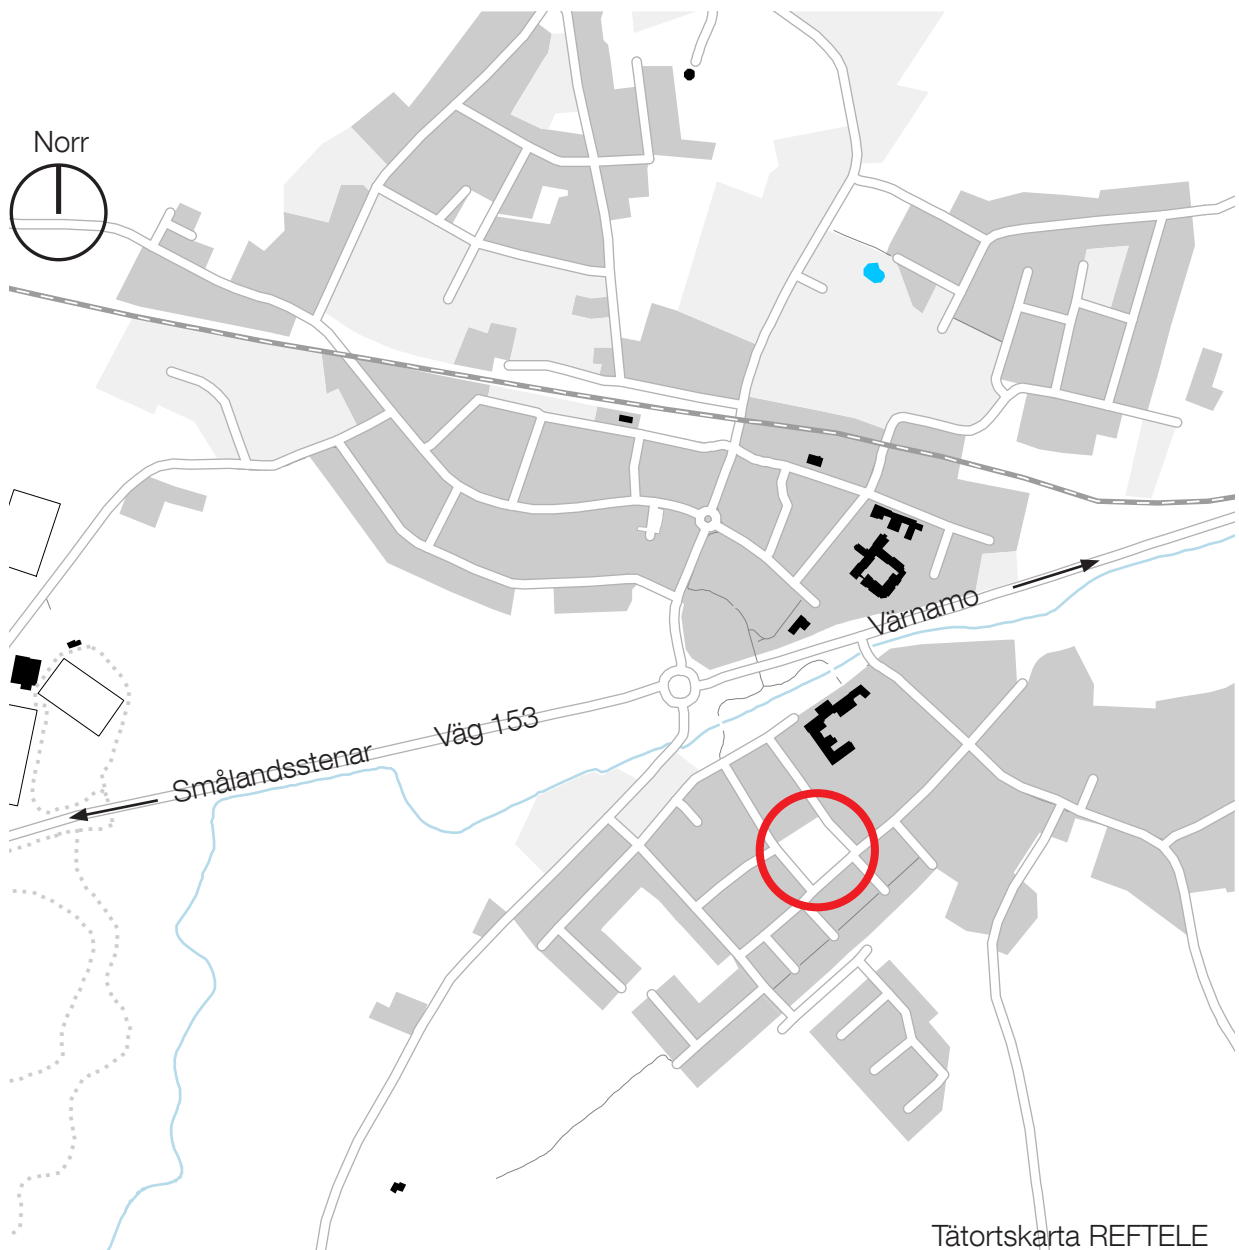 Norr
Värnamo
Väg 153
Smålandsstenar
Tätortskarta REFTELE